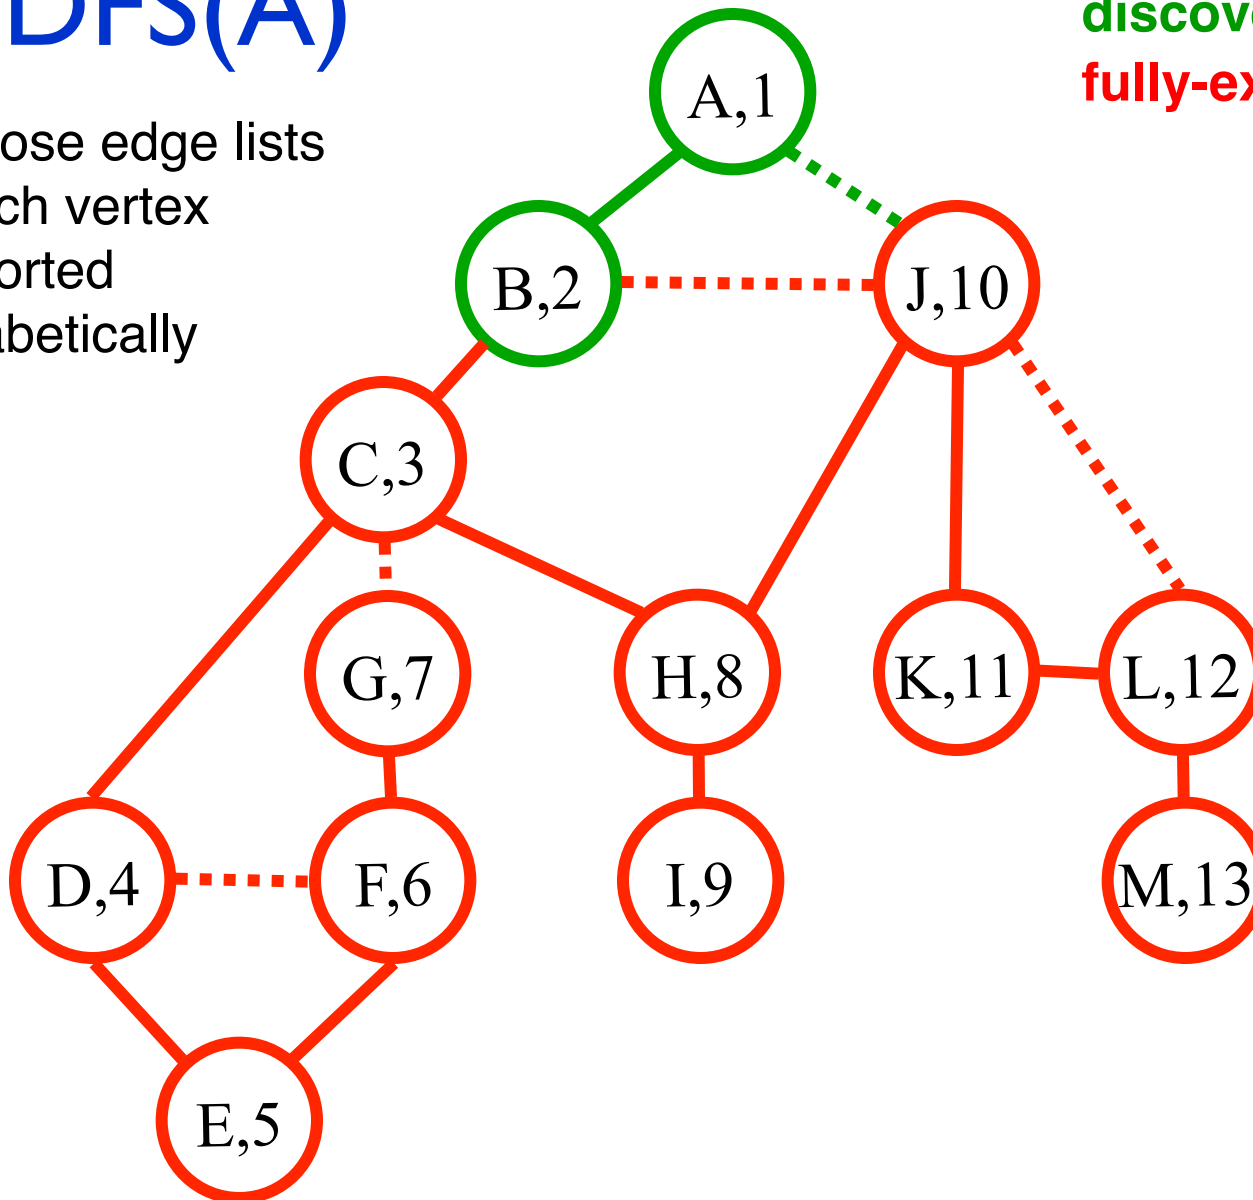 DFS(A)
discov
fully-ex
ose edge lists
ch vertex
orted
abetically
A,1
B,2
J,10
C,3
G,7
H,8
K,11
L,12
D,4
F,6
I,9
M,13
E,5